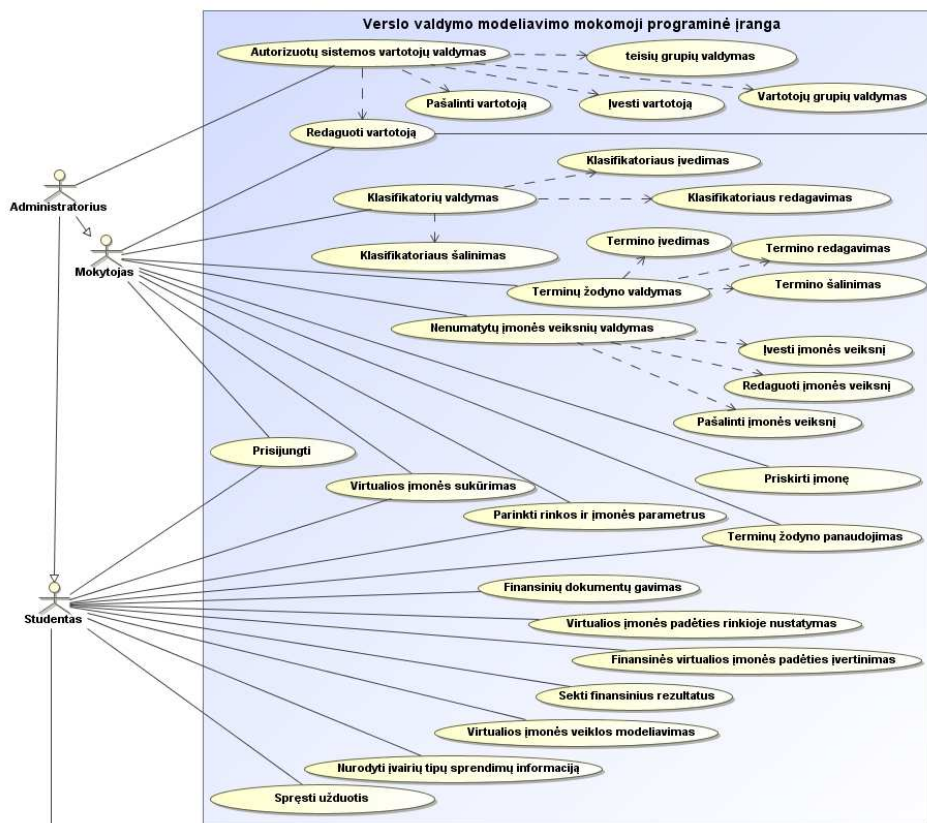 Verslo valdymo modeliavimo mokomoji programinė įranga
Autorizuotų sistemos vartotojų valdymas
teisių grupių valdymas
Pašalinti vartotoją
Įvesti vartotoją
Vartotojų grupių valdymas
Redaguoti vartotoją
Klasifikatoriaus įvedimas
Administratorius
Klasifikatorių valdymas
Klasifikatoriaus redagavimas
Mokytojas
Klasifikatoriaus šalinimas
Termino įvedimas
Termino redagavimas
Terminų žodyno valdymas
Termino šalinimas
Nenumatytų įmonės veiksnių valdymas
Įvesti įmonės veiksnį
Redaguoti įmonės veiksnį
Pašalinti įmonės veiksnį
Prisijungti
Virtualios įmonės sukūrimas
Priskirti įmonę
Parinkti rinkos ir įmonės parametrus
Terminų žodyno panaudojimas
Finansinių dokumentų gavimas
Studentas
Virtualios įmonės padėties rinkioje nustatymas
Finansinės virtualios įmonės padėties įvertinimas
Sekti finansinius rezultatus
Virtualios įmonės veiklos modeliavimas
Nurodyti įvairių tipų sprendimų informaciją
Spręsti užduotis